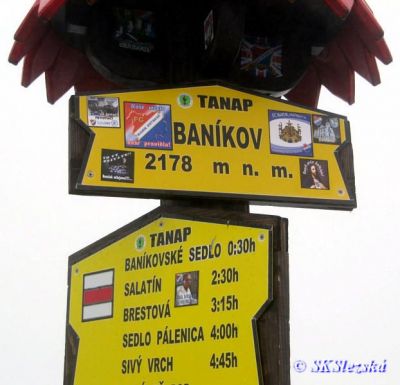 TANAP
BANÍKOV
2178 m n. m.
FC
TANAP
BANÍKOVSKÉ SEDLO 0:30h
SALATÍN 2:30h
BRESTOVÁ 3:15h
SEDLO PÁLENICA 4:00h
SIVÝ VRCH 4:45h
© SKSlezská